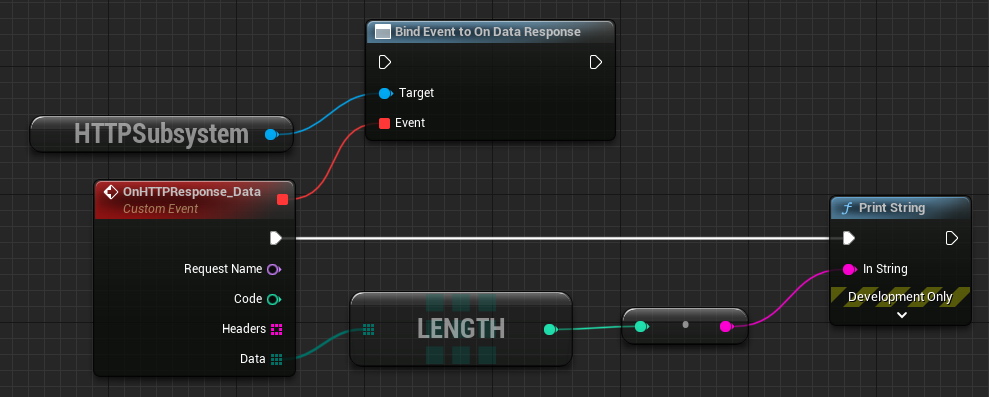 Bind Event to On Data Response
Target
Event
HTTPSubsystem
OnHTTPResponse_Data
Custom Event
Request Name
Code
Headers
Data
LENGTH
f Print String
In String
Development Only